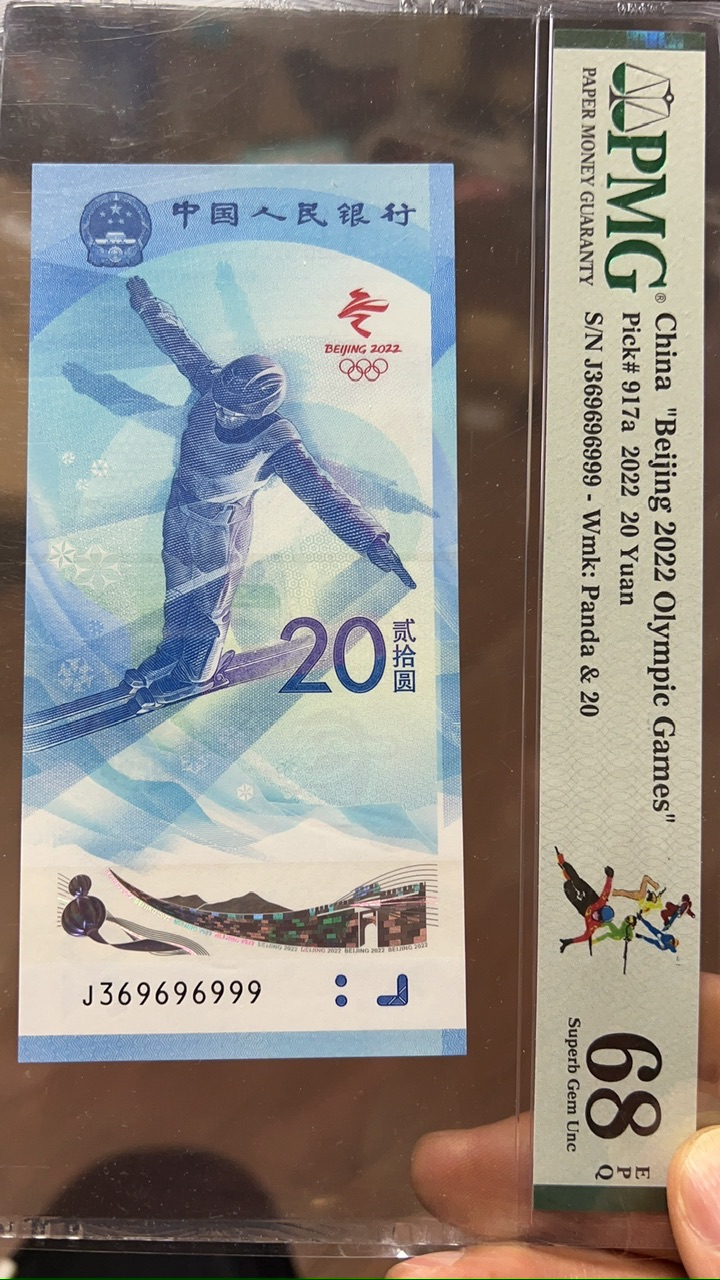 中国人民银行
BEIJING 2022
20
贰拾圆
BEIJING 2022 BEIJING 2022 BEIJING 2022 BEIJING 2022
J369696999
PMG®
PAPER MONEY GUARANTY
China "Beijing 2022 Olympic Games"
Pick# 917a 2022 20 Yuan
S/N J369696999 - Wmk: Panda & 20
68
EPQ
Superb Gem Unc